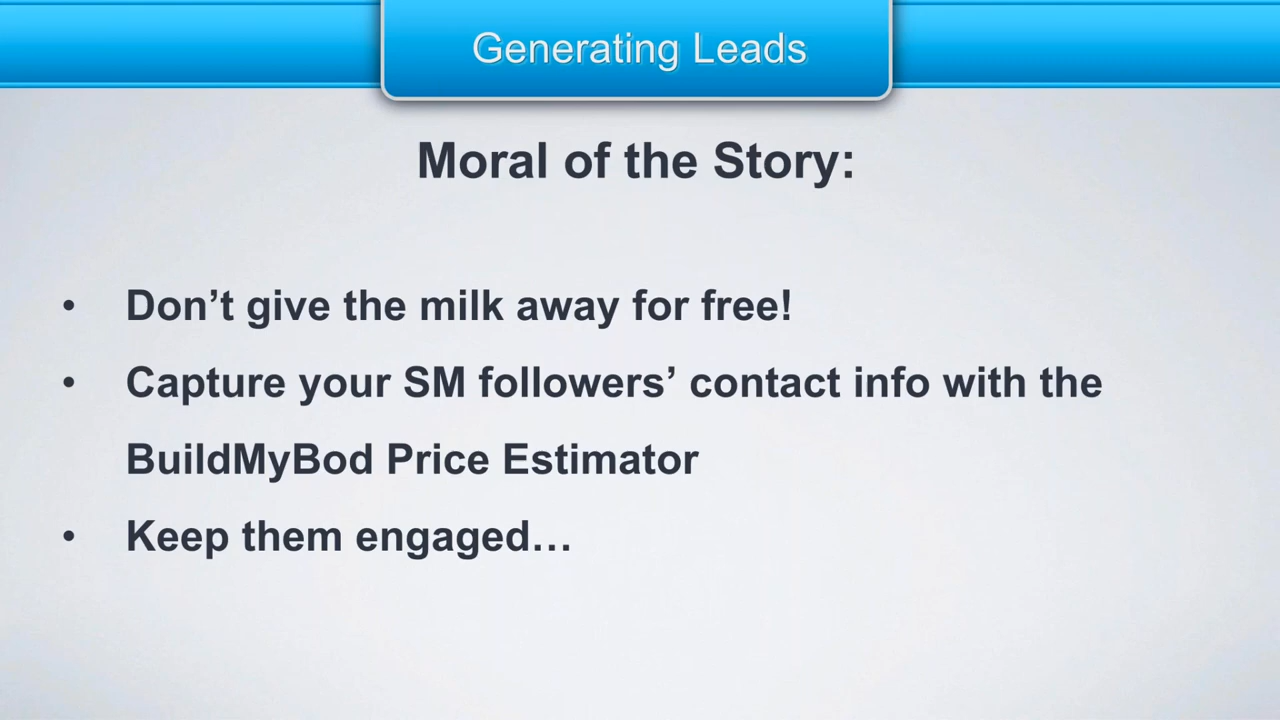 Generating Leads
Moral of the Story:
• Don’t give the milk away for free!
• Capture your SM followers’ contact info with the
BuildMyBod Price Estimator
• Keep them engaged…